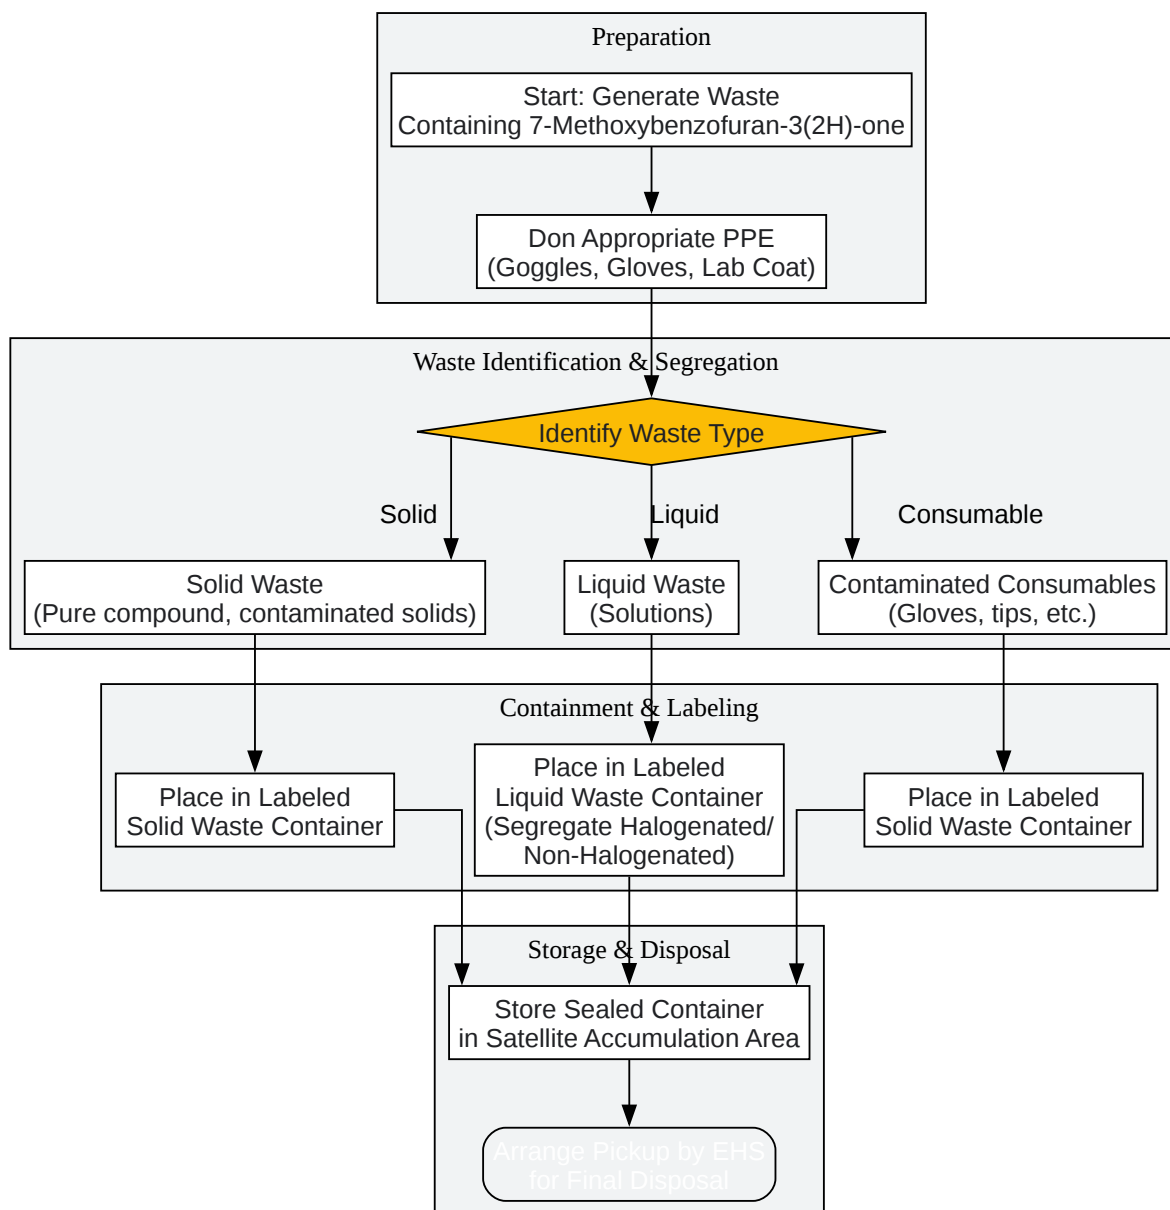 Preparation
Start: Generate Waste
Containing 7-Methoxybenzofuran-3(2H)-one
Don Appropriate PPE
(Goggles, Gloves, Lab Coat)
Waste Identification & Segregation
Identify Waste Type
Solid
Liquid
Consumable
Solid Waste
(Pure compound, contaminated solids)
Liquid Waste
(Solutions)
Contaminated Consumables
(Gloves, tips, etc.)
Containment & Labeling
Place in Labeled
Solid Waste Container
Place in Labeled
Liquid Waste Container
(Segregate Halogenated/
Non-Halogenated)
Place in Labeled
Solid Waste Container
Storage & Disposal
Store Sealed Container
in Satellite Accumulation Area
Arrange Pickup by EHS
for Final Disposal